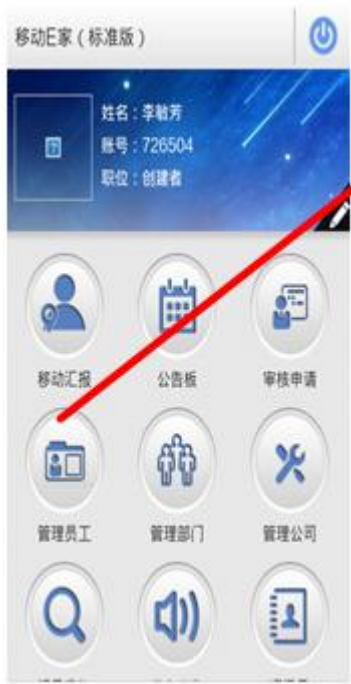 移动E家（标准版）
姓名：李敏芳
账号：726504
职位：创建者
移动汇报
公告板
审核申请
管理员工
管理部门
管理公司